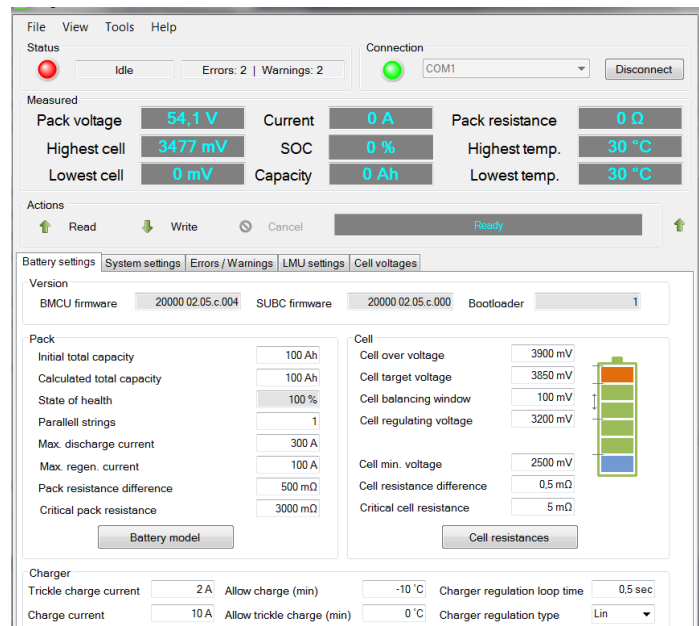 File View Tools Help
Status
Connection
Idle
Errors: 2 | Warnings: 2
COM1
Disconnect
Measured
Pack voltage 54,1 V Current 0 A Pack resistance 0 Ω
Highest cell 3477 mV SOC 0 % Highest temp. 30 °C
Lowest cell 0 mV Capacity 0 Ah Lowest temp. 30 °C
Actions
Read Write Cancel Ready
Battery settings System settings Errors / Warnings LMU settings Cell voltages
Version
BMCU firmware 20000 02.05.c.004 SUBC firmware 20000 02.05.c.000 Bootloader 1
Pack
Initial total capacity 100 Ah
Calculated total capacity 100 Ah
State of health 100 %
Parallell strings 1
Max. discharge current 300 A
Max. regen. current 100 A
Pack resistance difference 500 mΩ
Critical pack resistance 3000 mΩ
Battery model
Cell
Cell over voltage 3900 mV
Cell target voltage 3850 mV
Cell balancing window 100 mV
Cell regulating voltage 3200 mV
Cell min. voltage 2500 mV
Cell resistance difference 0,5 mΩ
Critical cell resistance 5 mΩ
Cell resistances
Charger
Trickle charge current 2 A Allow charge (min) -10 °C Charger regulation loop time 0,5 sec
Charge current 10 A Allow trickle charge (min) 0 °C Charger regulation type Lin